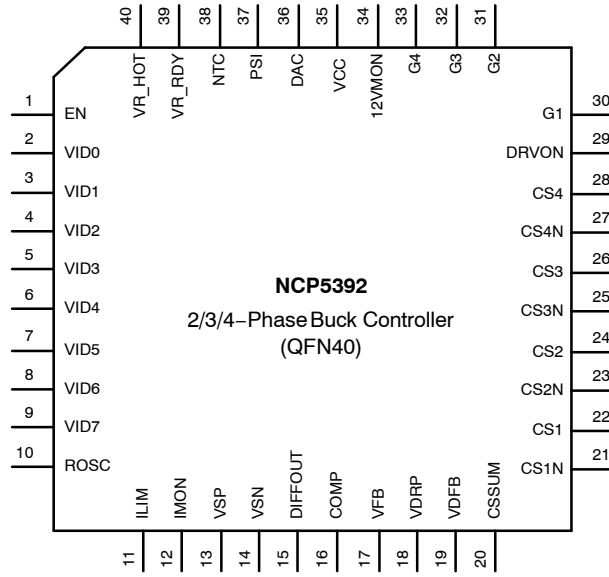 40 39 38 37 36 35 34 33 32 31
VR_HOT VR_RDY NTC PSI DAC VCC 12VMON G4 G3 G2
1 EN
2 VID0
3 VID1
4 VID2
5 VID3
6 VID4
7 VID5
8 VID6
9 VID7
10 ROSC
NCP5392
2/3/4–Phase Buck Controller
(QFN40)
G1 30
DRVON 29
CS4 28
CS4N 27
CS3 26
CS3N 25
CS2 24
CS2N 23
CS1 22
CS1N 21
ILIM IMON VSP VSN DIFFOUT COMP VFB VDRP VDFB CSSUM
11 12 13 14 15 16 17 18 19 20